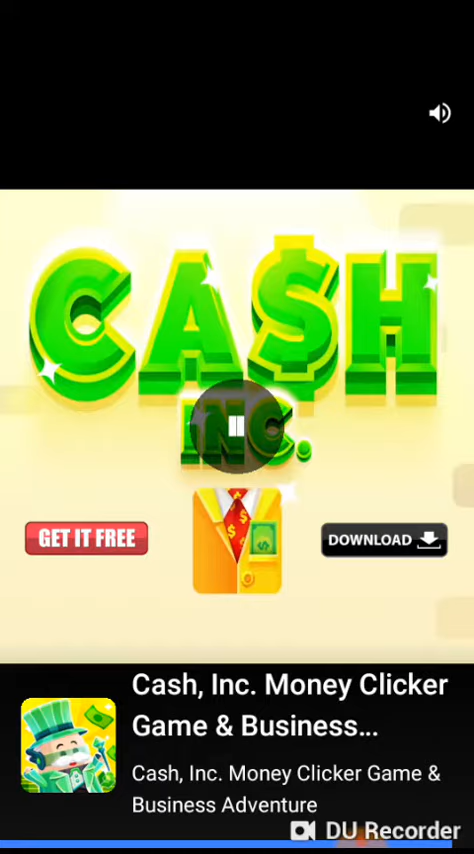 CA$H
INC.
GET IT FREE
DOWNLOAD
Cash, Inc. Money Clicker
Game & Business...
Cash, Inc. Money Clicker Game &
Business Adventure
DU Recorder